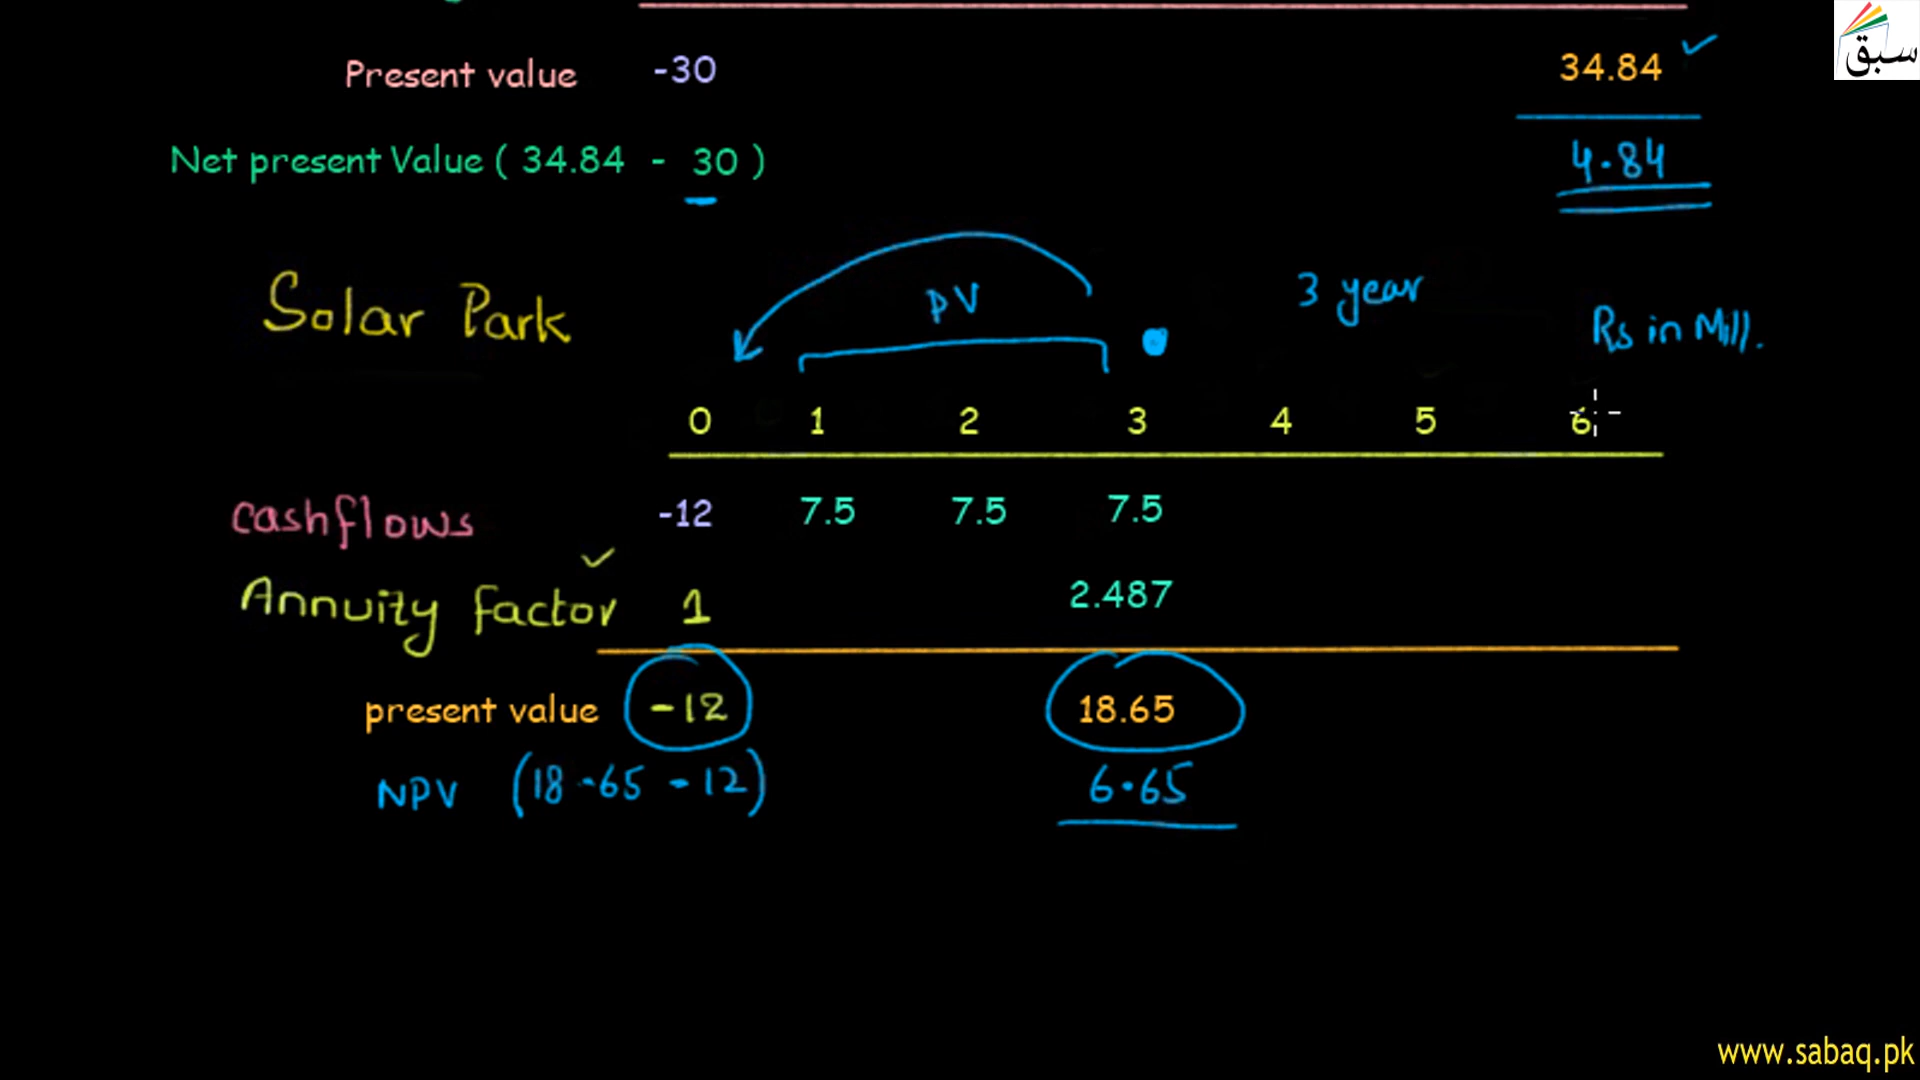 Present value -30 34.84
سبق
Net present Value ( 34.84 - 30 ) 4.84
Solar Park PV 3 year Rs in Mill.
0 1 2 3 4 5 6
cashflows -12 7.5 7.5 7.5
Annuity factor 1 2.487
present value -12 18.65
NPV (18.65 - 12) 6.65
www.sabaq.pk